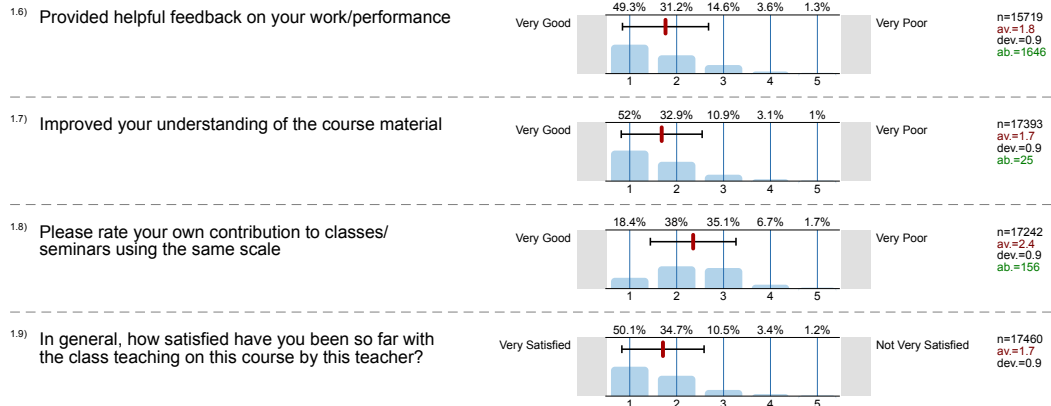 1.6) Provided helpful feedback on your work/performance
Very Good
49.3% 31.2% 14.6% 3.6% 1.3%
1 2 3 4 5
Very Poor
n=15719
av.=1.8
dev.=0.9
ab.=1646
1.7) Improved your understanding of the course material
Very Good
52% 32.9% 10.9% 3.1% 1%
1 2 3 4 5
Very Poor
n=17393
av.=1.7
dev.=0.9
ab.=25
1.8) Please rate your own contribution to classes/
seminars using the same scale
Very Good
18.4% 38% 35.1% 6.7% 1.7%
1 2 3 4 5
Very Poor
n=17242
av.=2.4
dev.=0.9
ab.=156
1.9) In general, how satisfied have you been so far with
the class teaching on this course by this teacher?
Very Satisfied
50.1% 34.7% 10.5% 3.4% 1.2%
1 2 3 4 5
Not Very Satisfied
n=17460
av.=1.7
dev.=0.9